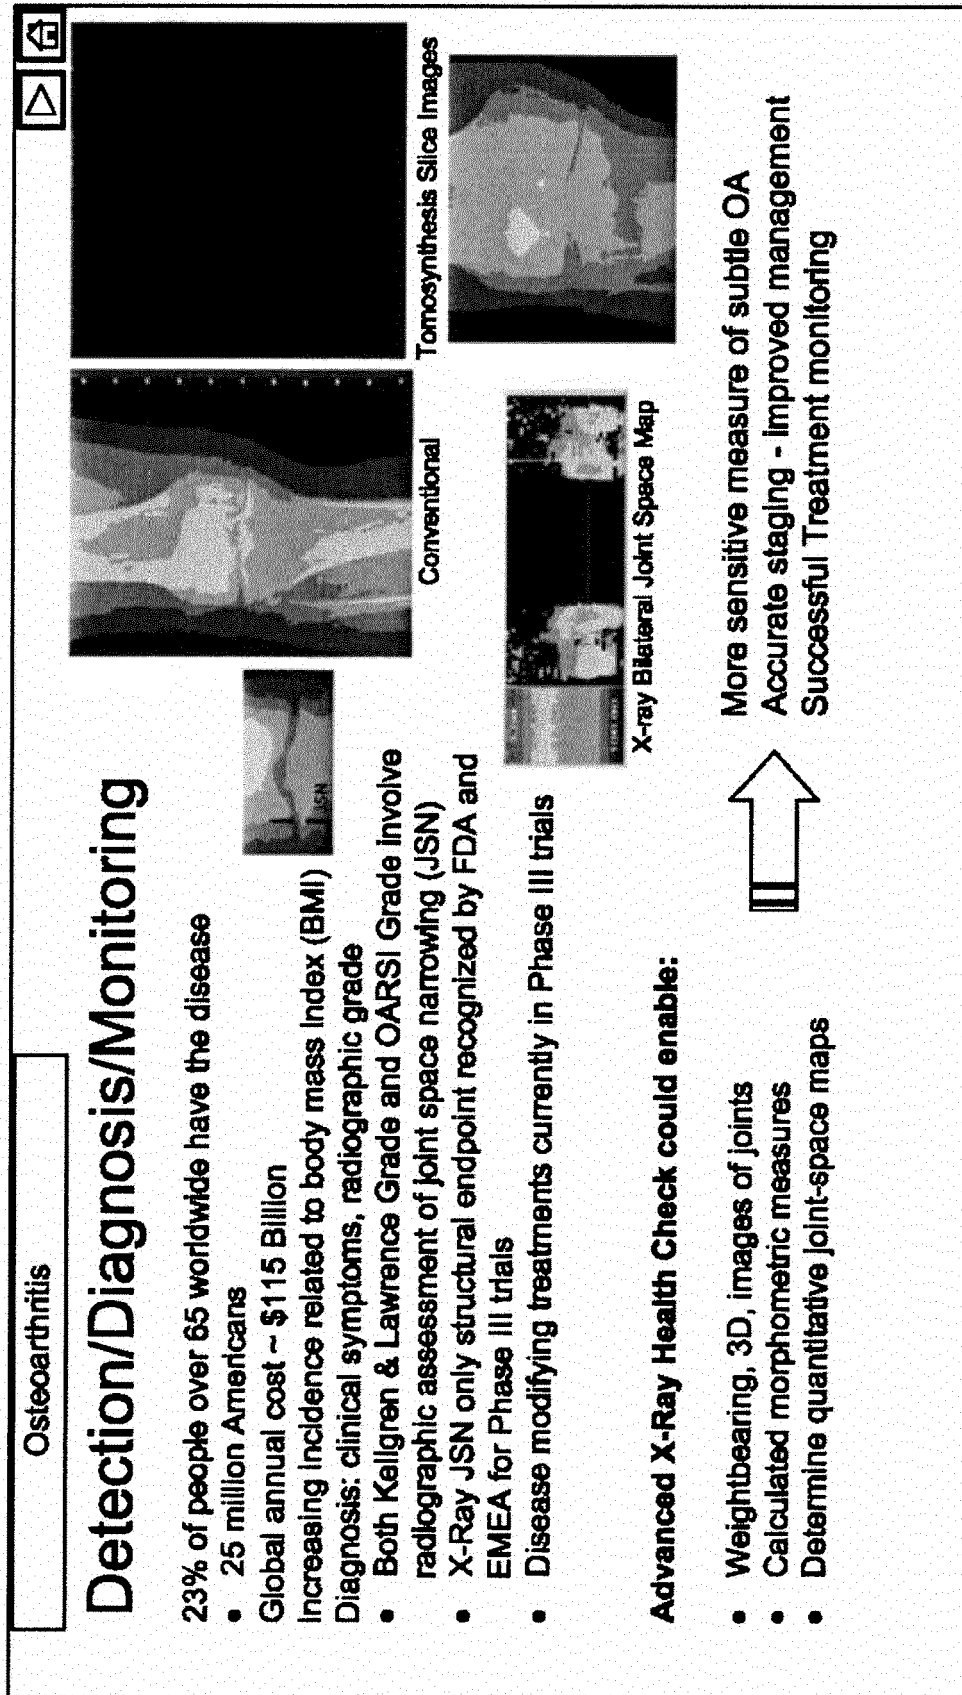 Osteoarthritis
Detection/Diagnosis/Monitoring
23% of people over 65 worldwide have the disease
• 25 million Americans
Global annual cost ~ $115 Billion
Increasing incidence related to body mass Index (BMI)
Diagnosis: clinical symptoms, radiographic grade
• Both Kellgren & Lawrence Grade and OARSI Grade involve
radiographic assessment of joint space narrowing (JSN)
• X-Ray JSN only structural endpoint recognized by FDA and
EMEA for Phase III trials
• Disease modifying treatments currently in Phase III trials
JSN
Conventional
Tomosynthesis Slice Images
X-ray Bilateral Joint Space Map
Advanced X-Ray Health Check could enable:
• Weightbearing, 3D, images of joints
• Calculated morphometric measures
• Determine quantitative joint-space maps
More sensitive measure of subtle OA
Accurate staging - Improved management
Successful Treatment monitoring